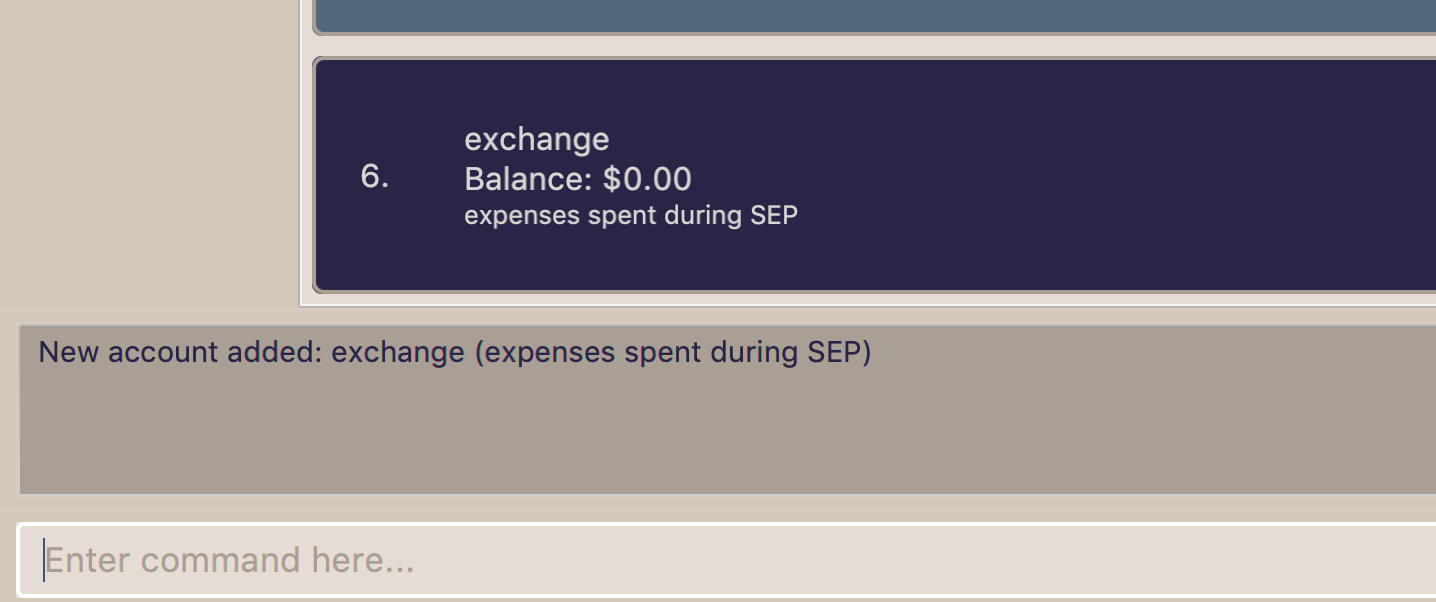 6.
exchange
Balance: $0.00
expenses spent during SEP
New account added: exchange (expenses spent during SEP)
Enter command here...